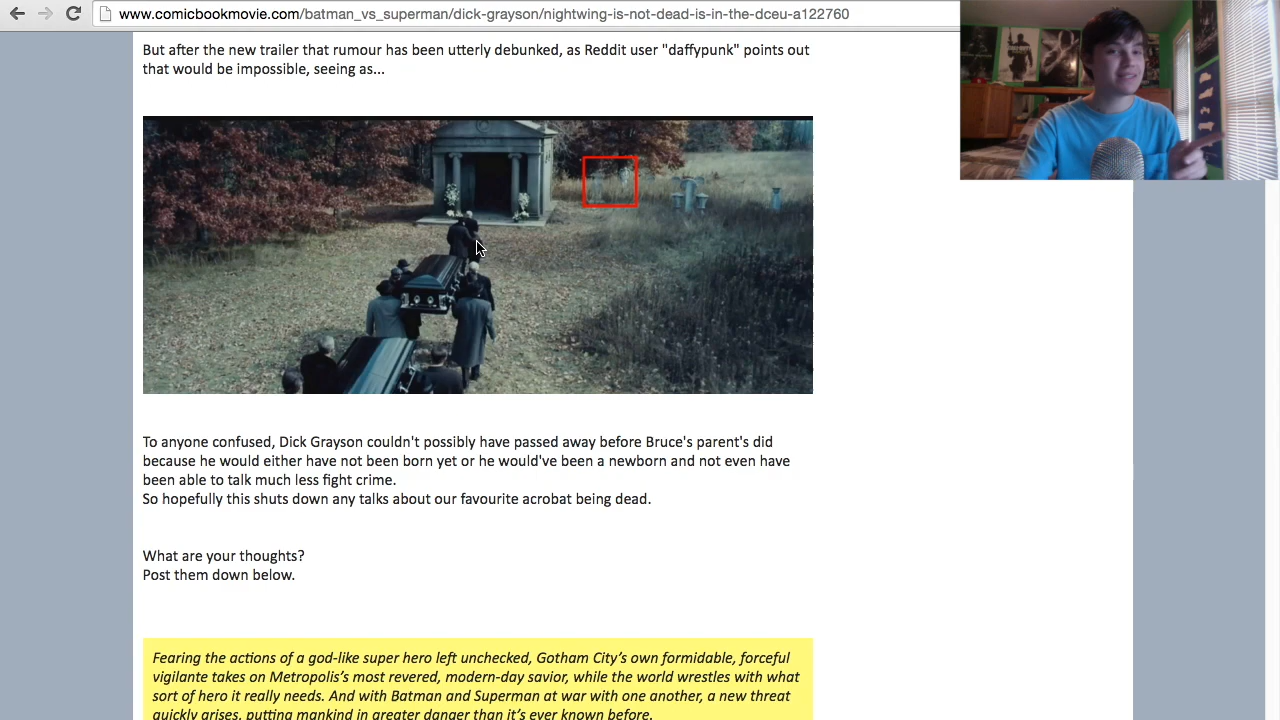 www.comicbookmovie.com/batman_vs_superman/dick-grayson/nightwing-is-not-dead-is-in-the-dceu-a122760
But after the new trailer that rumour has been utterly debunked, as Reddit user "daffypunk" points out
that would be impossible, seeing as...
To anyone confused, Dick Grayson couldn't possibly have passed away before Bruce's parent's did
because he would either have not been born yet or he would've been a newborn and not even have
been able to talk much less fight crime.
So hopefully this shuts down any talks about our favourite acrobat being dead.
What are your thoughts?
Post them down below.
Fearing the actions of a god-like super hero left unchecked, Gotham City's own formidable, forceful
vigilante takes on Metropolis's most revered, modern-day savior, while the world wrestles with what
sort of hero it really needs. And with Batman and Superman at war with one another, a new threat
quickly arises, putting mankind in greater danger than it's ever known before.